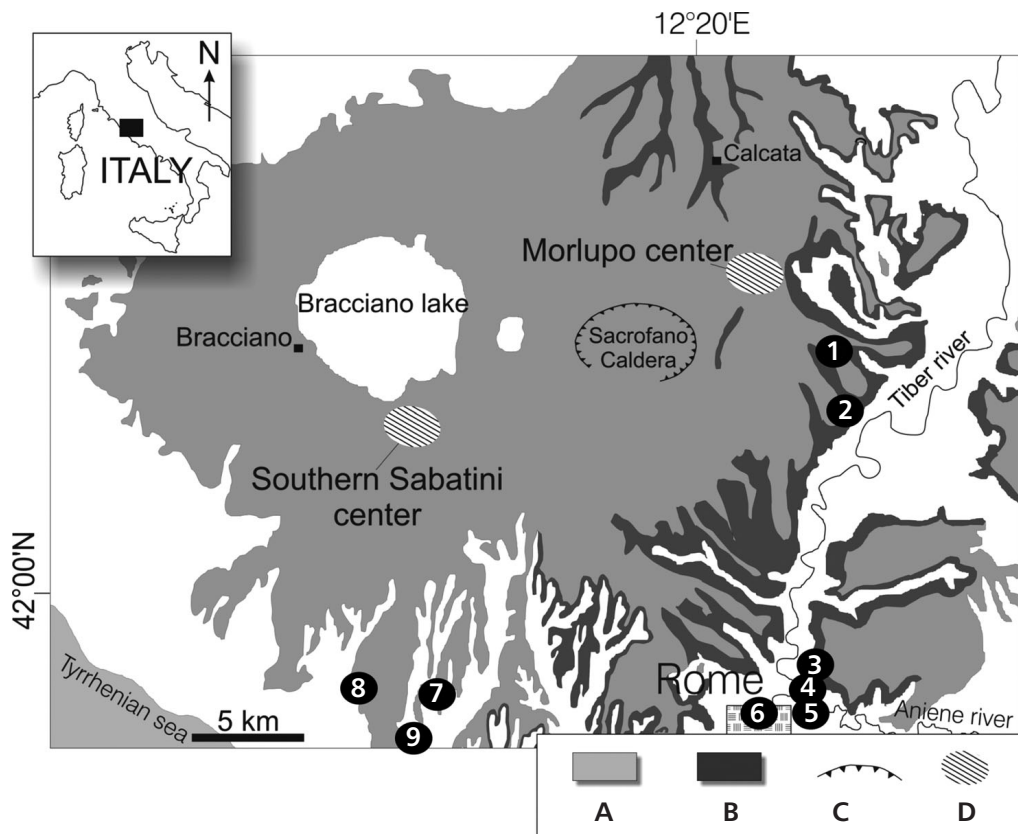 12°20'E
N
ITALY
Calcata
Morlupo center
Bracciano lake
Bracciano
Sacrofano
Caldera
1
Tiber river
2
Southern Sabatini
center
42°00'N
Tyrrhenian sea
5 km
3
Rome
4
8
7
6
5
Aniene river
9
A
B
C
D